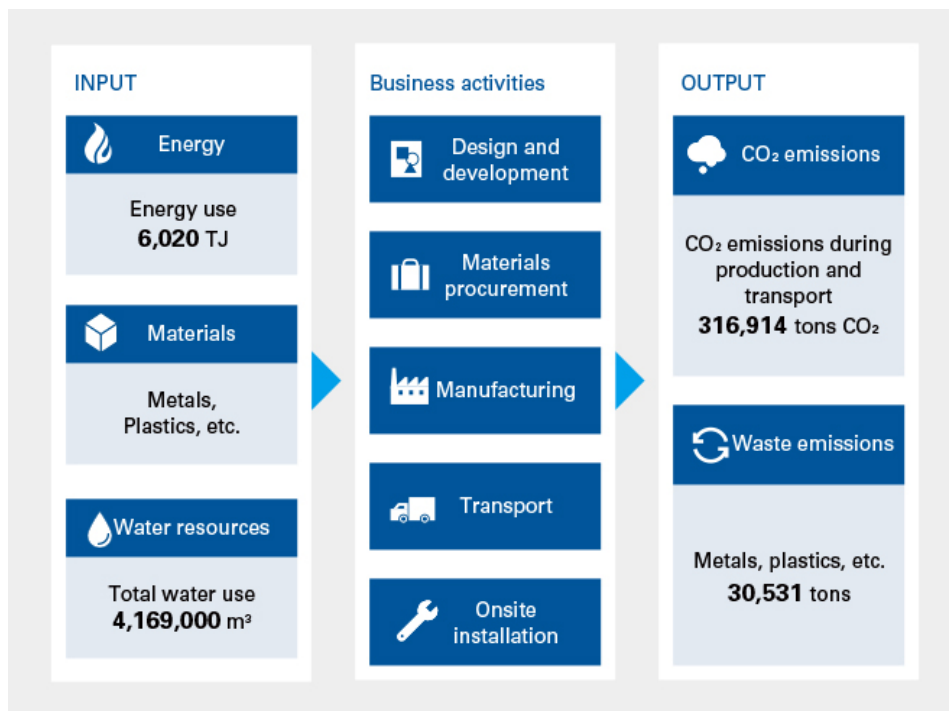 INPUT
Energy
Energy use
6,020 TJ
Materials
Metals,
Plastics, etc.
Water resources
Total water use
4,169,000 m³
Business activities
Design and
development
Materials
procurement
Manufacturing
Transport
Onsite
installation
OUTPUT
CO₂ emissions
CO₂ emissions during
production and
transport
316,914 tons CO₂
Waste emissions
Metals, plastics, etc.
30,531 tons